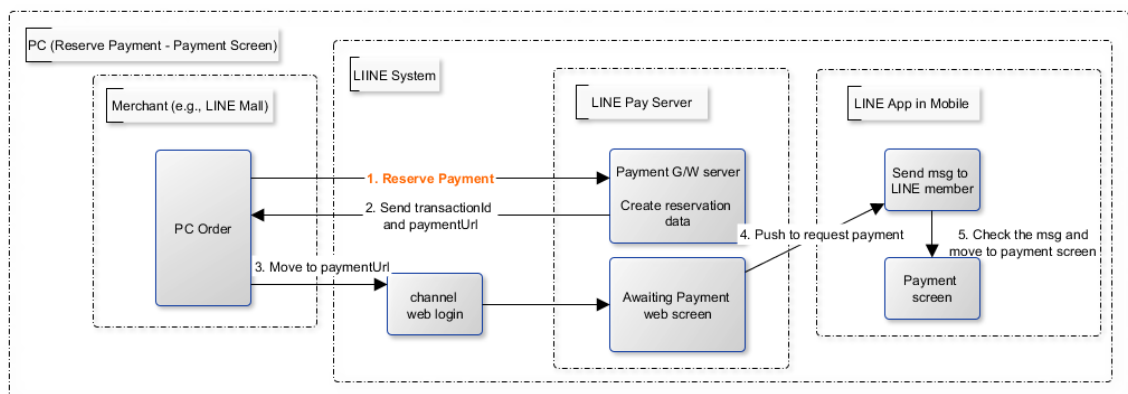 PC (Reserve Payment - Payment Screen)
LIINE System
Merchant (e.g., LINE Mall)
LINE Pay Server
LINE App in Mobile
PC Order
1. Reserve Payment
2. Send transactionId
and paymentUrl
3. Move to paymentUrl
channel
web login
Payment G/W server
Create reservation
data
Awaiting Payment
web screen
4. Push to request payment
Send msg to
LINE member
5. Check the msg and
move to payment screen
Payment
screen